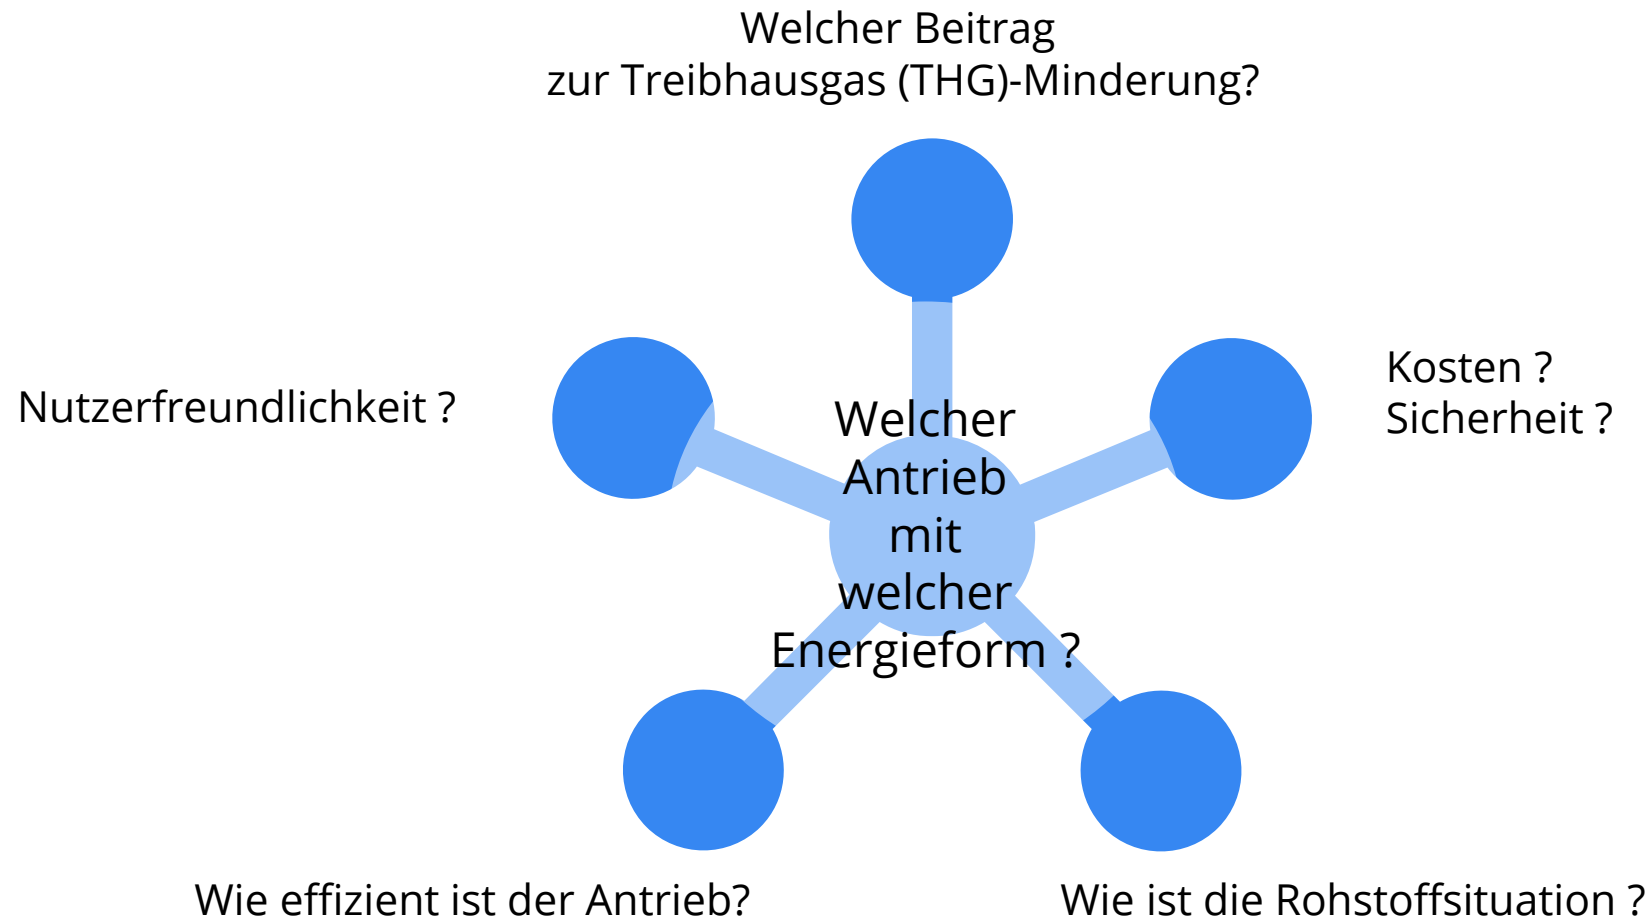 Welcher Beitrag
zur Treibhausgas (THG)-Minderung?
Kosten ?
Sicherheit ?
Nutzerfreundlichkeit ?
Welcher
Antrieb
mit
welcher
Energieform ?
Wie effizient ist der Antrieb?
Wie ist die Rohstoffsituation ?